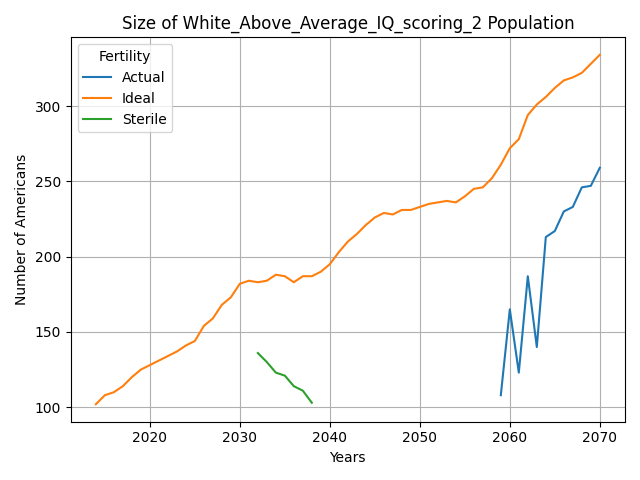 Size of White_Above_Average_IQ_scoring_2 Population
Fertility
Actual
Ideal
Sterile
Number of Americans
300
250
200
150
100
2020 2030 2040 2050 2060 2070
Years